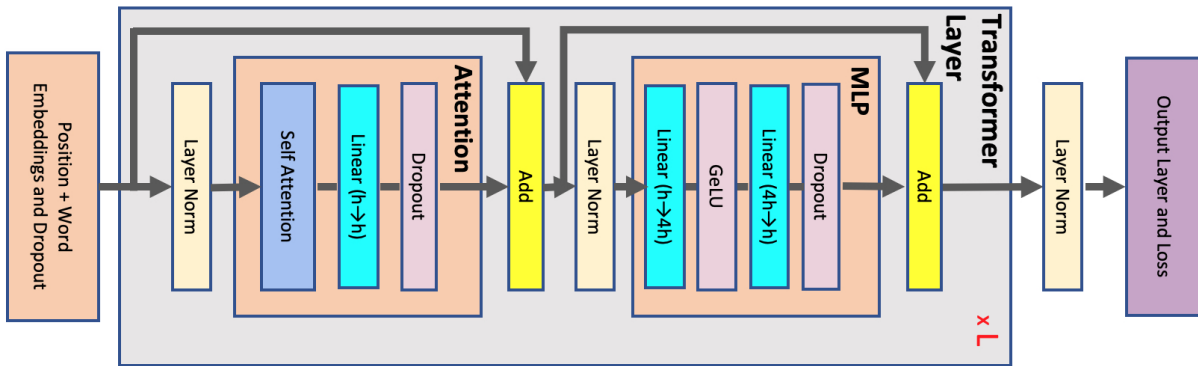 Position + Word
Embeddings and Dropout
Layer Norm
Self Attention
Linear (h→h)
Dropout
Attention
Add
Layer Norm
Linear (h→4h)
GeLU
Linear (4h→h)
Dropout
MLP
Add
Transformer
Layer
x L
Layer Norm
Output Layer and Loss